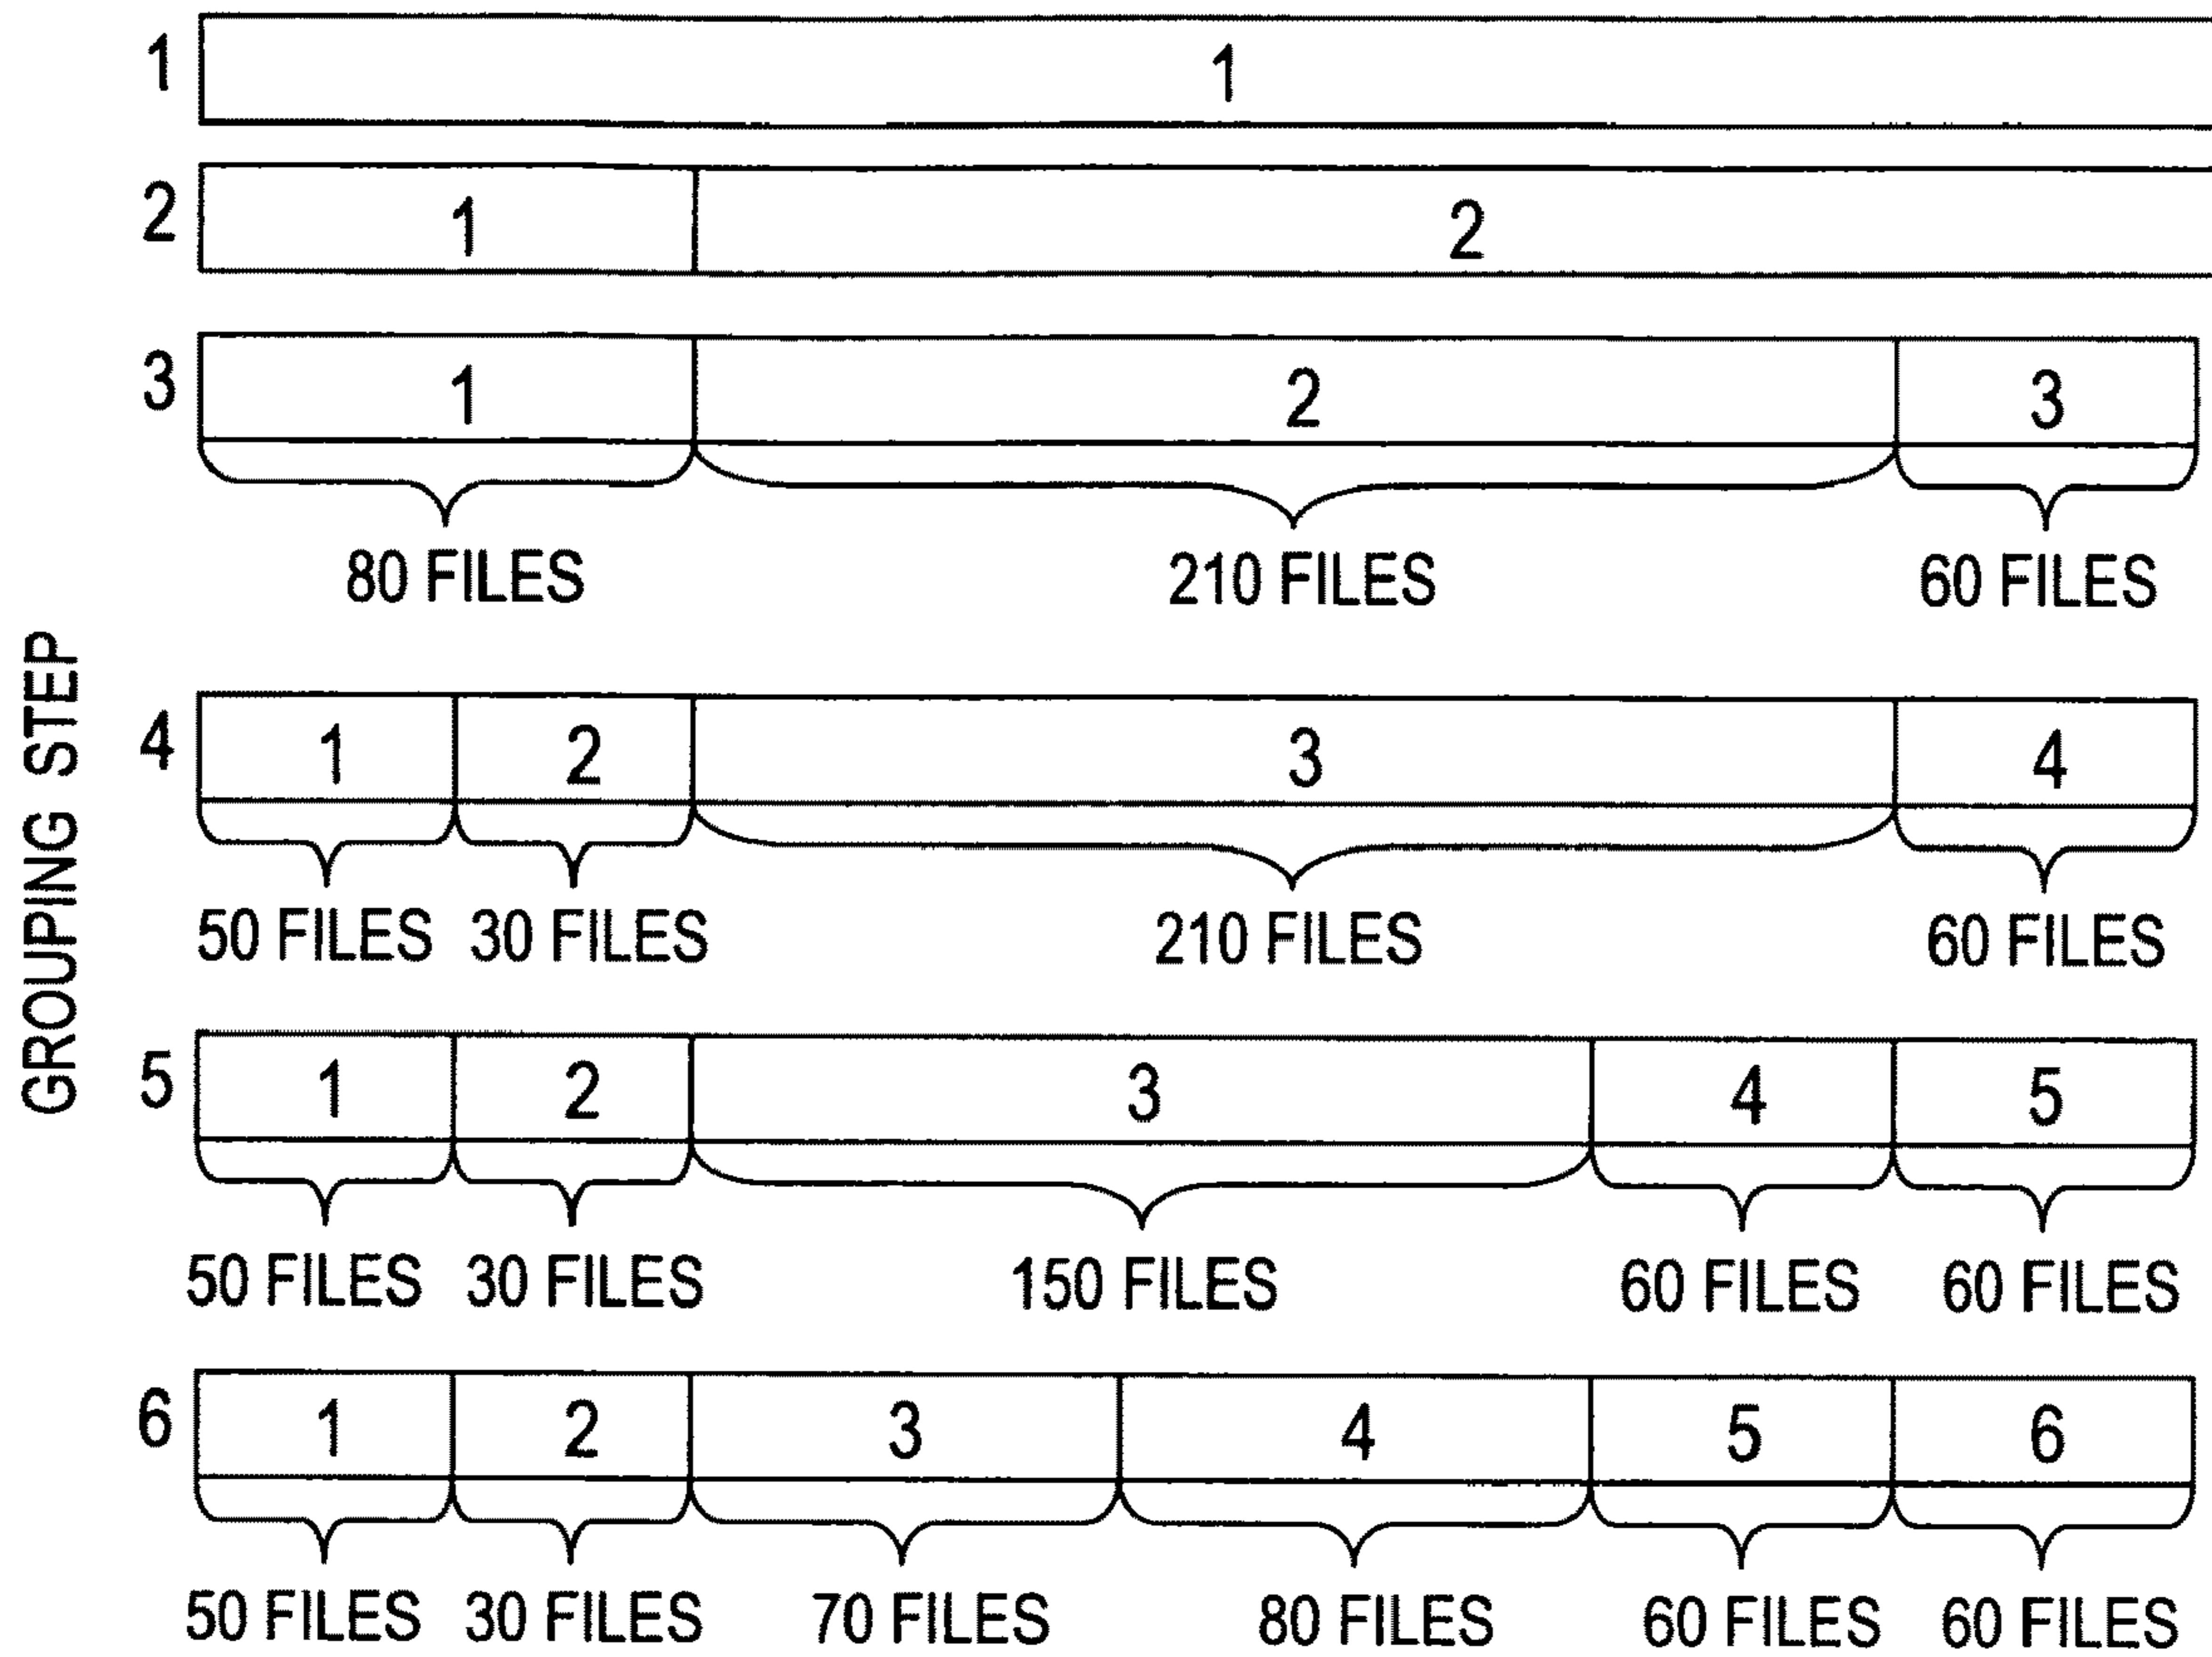 1 1
2 1 2
3 1 2 3
80 FILES 210 FILES 60 FILES
GROUPING STEP
4 1 2 3 4
50 FILES 30 FILES 210 FILES 60 FILES
5 1 2 3 4 5
50 FILES 30 FILES 150 FILES 60 FILES 60 FILES
6 1 2 3 4 5 6
50 FILES 30 FILES 70 FILES 80 FILES 60 FILES 60 FILES